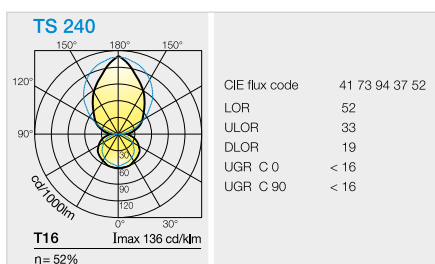 TS 240
150° 180° 150°
120°
90°
30
60
90
120
cd/1000lm
0° 30°
T16 Imax 136 cd/klm
n= 52%
CIE flux code 41 73 94 37 52
LOR 52
ULOR 33
DLOR 19
UGR C 0 < 16
UGR C 90 < 16